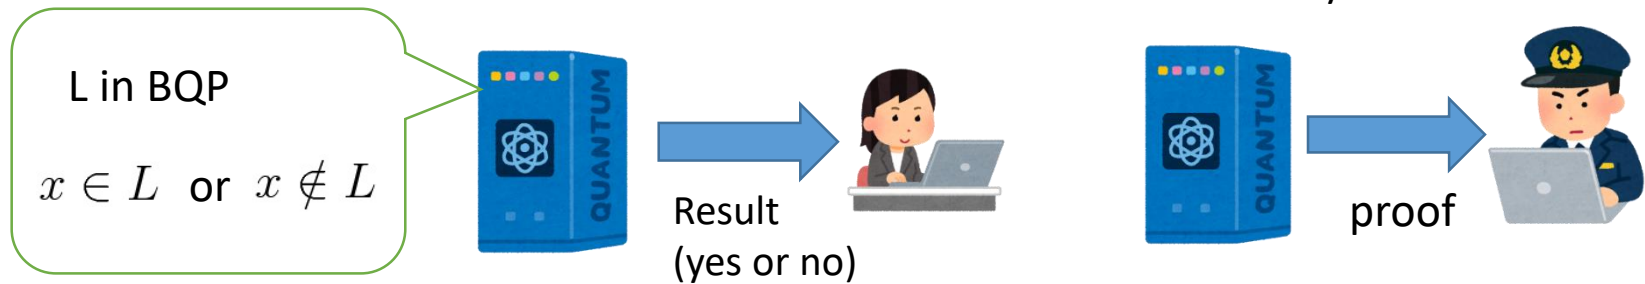 L in BQP
x ∈ L or x ∉ L
QUANTUM
Result
(yes or no)
QUANTUM
proof